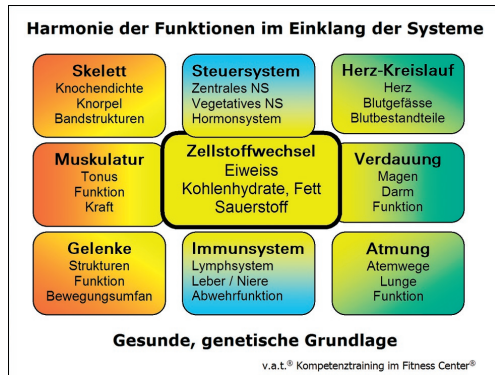 Harmonie der Funktionen im Einklang der Systeme
Skelett
Knochendichte
Knorpel
Bandstrukturen
Steuersystem
Zentrales NS
Vegetatives NS
Hormonsystem
Herz-Kreislauf
Herz
Blutgefässe
Blutbestandteile
Muskulatur
Tonus
Funktion
Kraft
Zellstoffwechsel
Eiweiss
Kohlenhydrate, Fett
Sauerstoff
Verdauung
Magen
Darm
Funktion
Gelenke
Strukturen
Funktion
Bewegungsumfan
Immunsystem
Lymphsystem
Leber / Niere
Abwehrfunktion
Atmung
Atemwege
Lunge
Funktion
Gesunde, genetische Grundlage
v.a.t.® Kompetenztraining im Fitness Center®